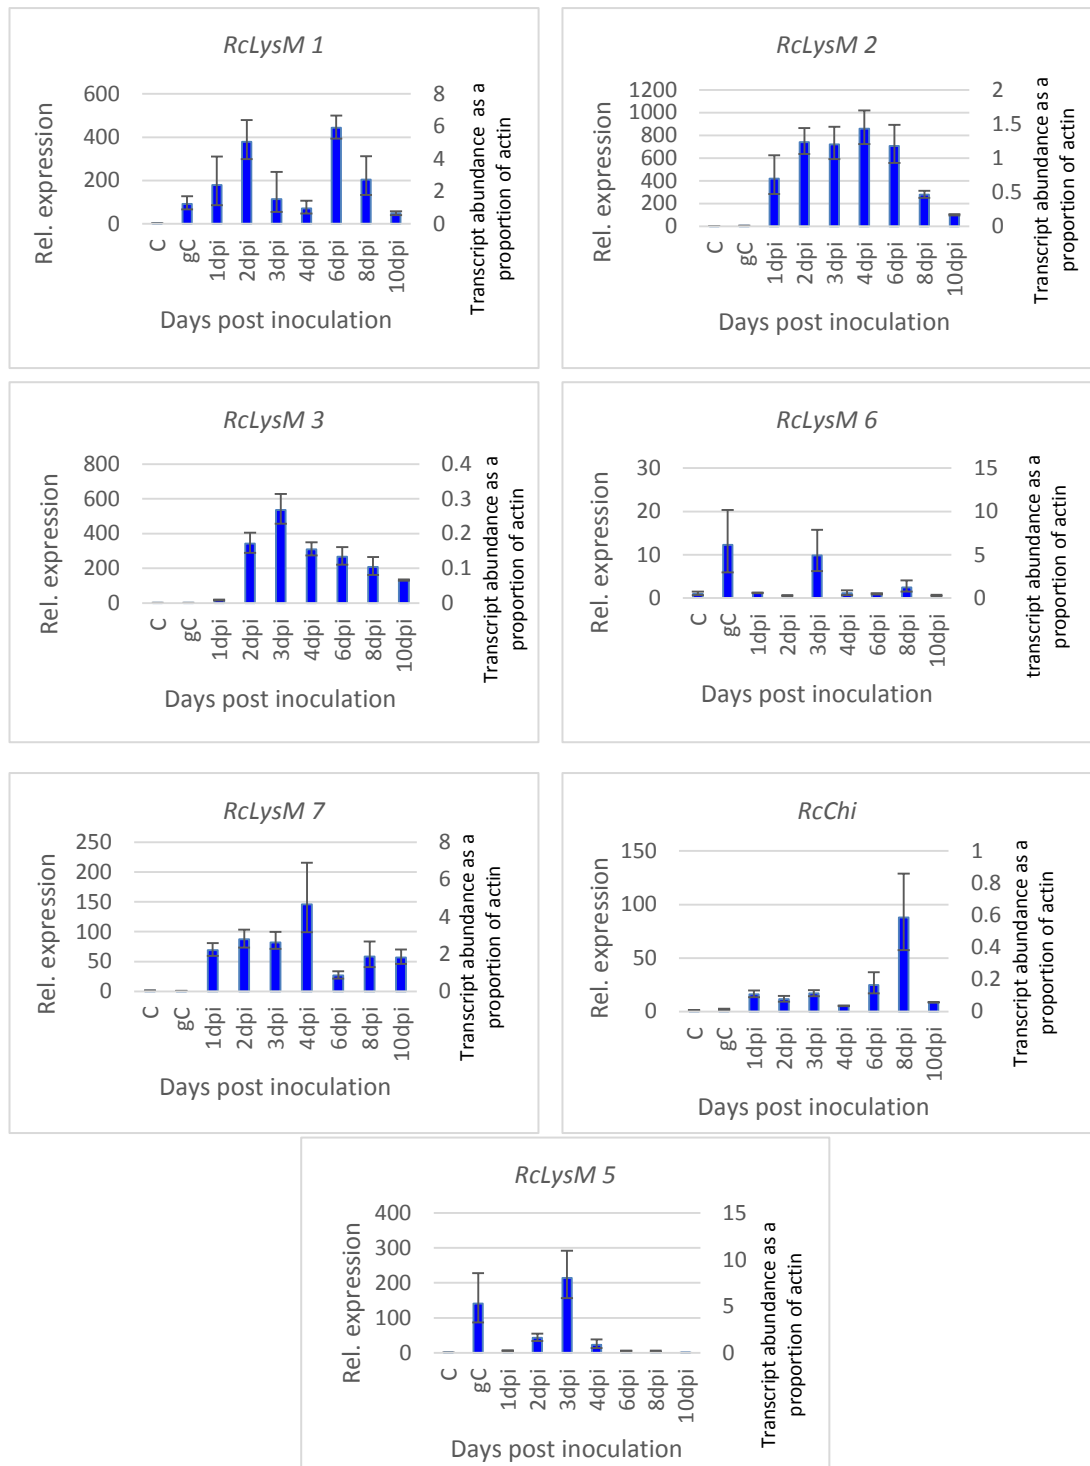 RcLysM 1
Rel. expression
600
400
200
0
8
6
4
2
0
Transcript abundance as a
proportion of actin
C
gC
1dpi
2dpi
3dpi
4dpi
6dpi
8dpi
10dpi
Days post inoculation
RcLysM 2
Rel. expression
1200
1000
800
600
400
200
0
2
1.5
1
0.5
0
Transcript abundance as a
proportion of actin
C
gC
1dpi
2dpi
3dpi
4dpi
6dpi
8dpi
10dpi
Days post inoculation
RcLysM 3
Rel. expression
800
600
400
200
0
0.4
0.3
0.2
0.1
0
Transcript abundance as a
proportion of actin
C
gC
1dpi
2dpi
3dpi
4dpi
6dpi
8dpi
10dpi
Days post inoculation
RcLysM 6
Rel. expression
30
20
10
0
15
10
5
0
transcript abundance as a
proportion of actin
C
gC
1dpi
2dpi
3dpi
4dpi
6dpi
8dpi
10dpi
Days post inoculation
RcLysM 7
Rel. expression
250
200
150
100
50
0
8
6
4
2
0
Transcript abundance as a
proportion of actin
C
gC
1dpi
2dpi
3dpi
4dpi
6dpi
8dpi
10dpi
Days post inoculation
RcChi
Rel. expression
150
100
50
0
1
0.8
0.6
0.4
0.2
0
Transcript abundance as a
proportion of actin
C
gC
1dpi
2dpi
3dpi
4dpi
6dpi
8dpi
10dpi
Days post inoculation
RcLysM 5
Rel. expression
400
300
200
100
0
15
10
5
0
Transcript abundance as a
proportion of actin
C
gC
1dpi
2dpi
3dpi
4dpi
6dpi
8dpi
10dpi
Days post inoculation